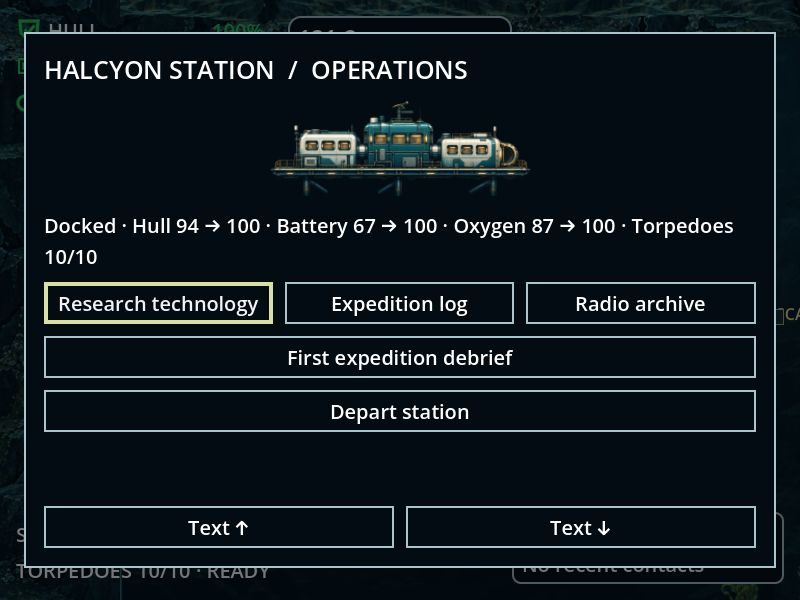 HULL 100%
HALCYON STATION / OPERATIONS
Docked · Hull 94 → 100 · Battery 67 → 100 · Oxygen 87 → 100 · Torpedoes
10/10
Research technology
Expedition log
Radio archive
First expedition debrief
Depart station
Text ↑
Text ↓
No recent contacts
TORPEDOES 10/10 · READY